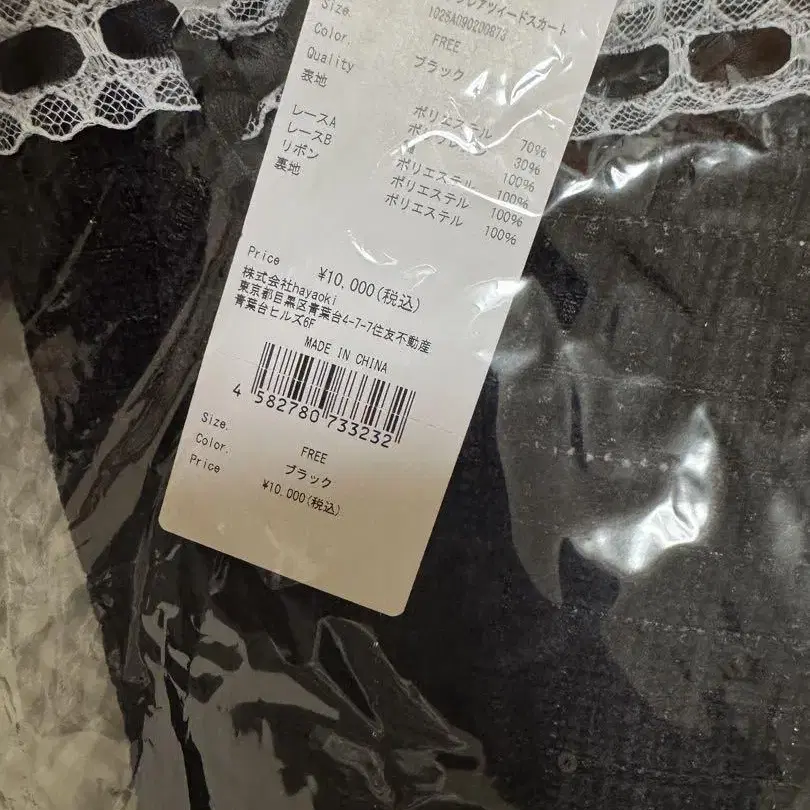 レアツイードスカート
Size.
FREE
Color.
ブラック
Quality
表地
ポリエステル 70%
30%
レースA
ポリエステル 100%
レースB
ポリエステル 100%
リボン
ポリエステル 100%
裏地
100%
Price ¥10,000(税込)
株式会社hayaoki
東京都目黒区青葉台4-7-7住友不動産
青葉台ヒルズ6F
MADE IN CHINA
4 582780 733232
Size. FREE
Color. ブラック
Price ¥10,000(税込)